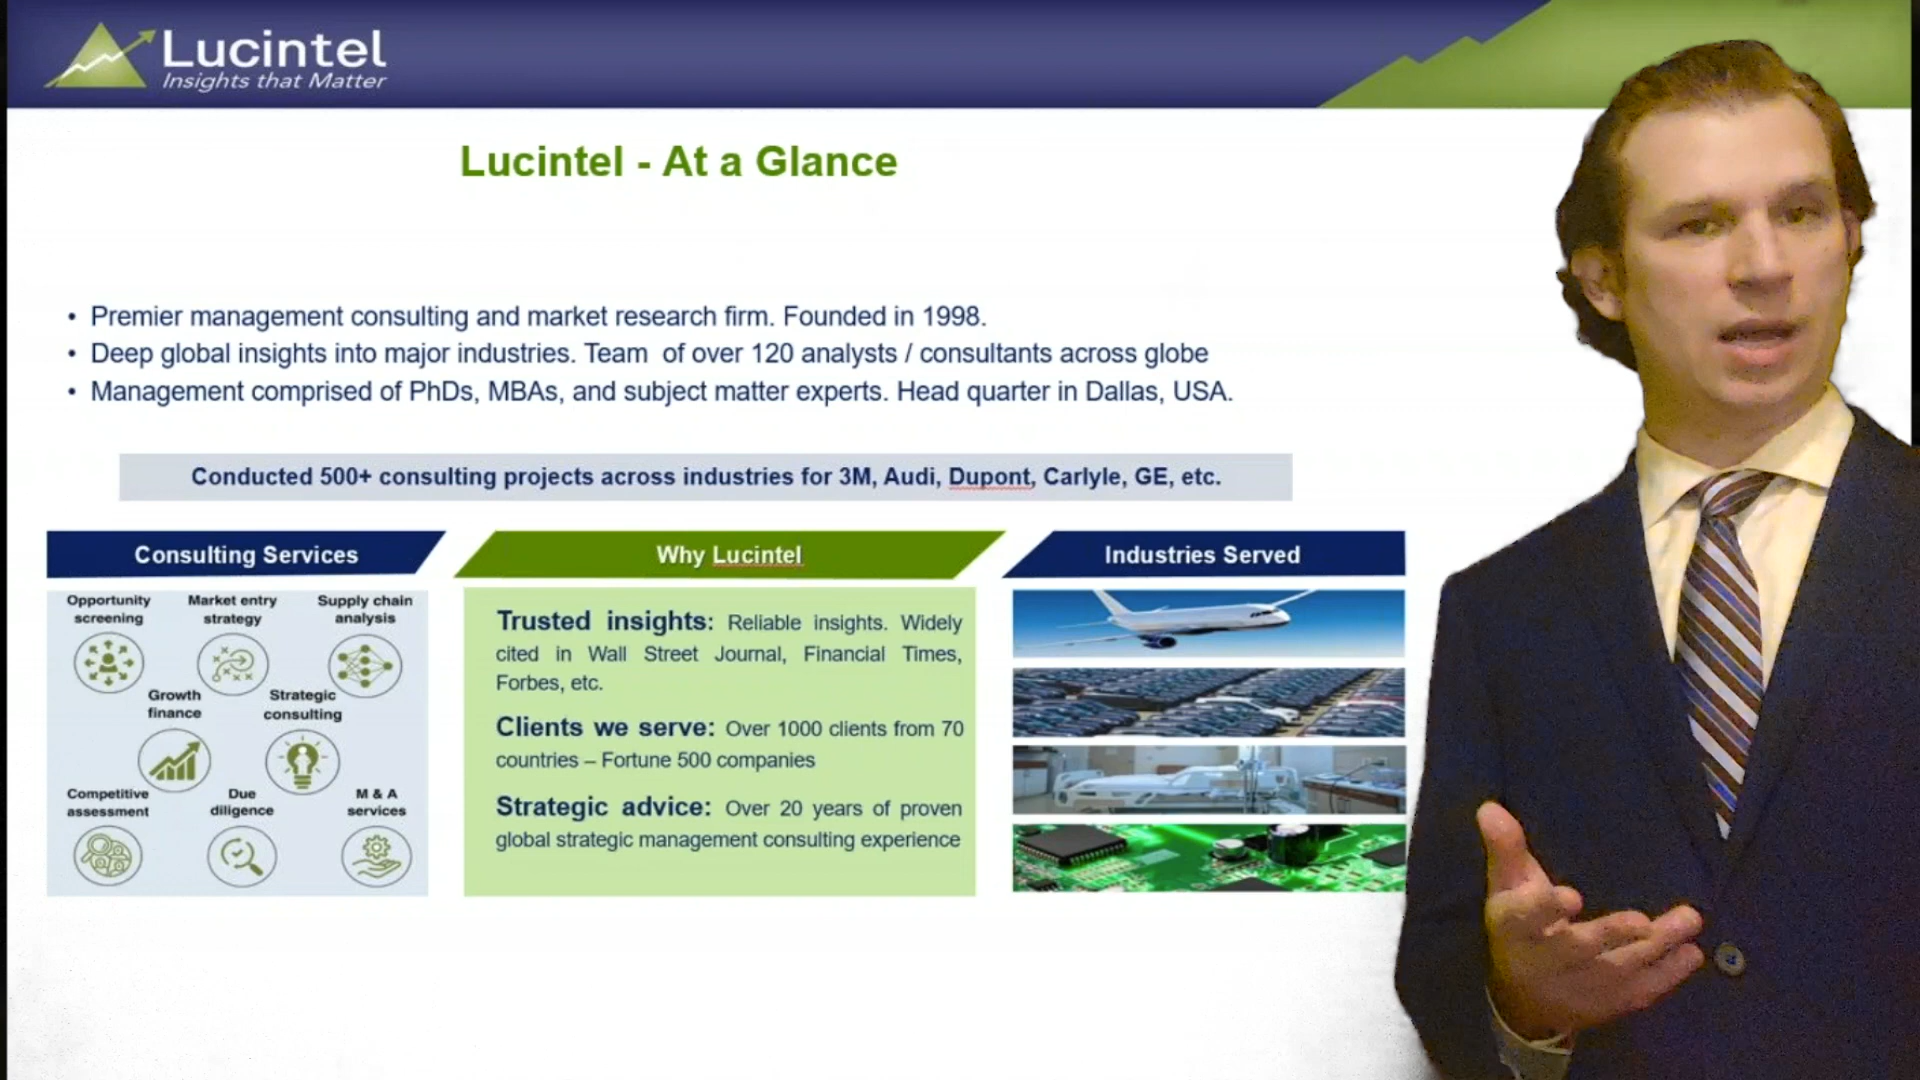 Lucintel
Insights that Matter
Lucintel - At a Glance
• Premier management consulting and market research firm. Founded in 1998.
• Deep global insights into major industries. Team of over 120 analysts / consultants across globe
• Management comprised of PhDs, MBAs, and subject matter experts. Head quarter in Dallas, USA.
Conducted 500+ consulting projects across industries for 3M, Audi, Dupont, Carlyle, GE, etc.
Consulting Services
Opportunity
screening
Market entry
strategy
Supply chain
analysis
Growth
finance
Strategic
consulting
Competitive
assessment
Due
diligence
M & A
services
Why Lucintel
Trusted insights: Reliable insights. Widely
cited in Wall Street Journal, Financial Times,
Forbes, etc.
Clients we serve: Over 1000 clients from 70
countries – Fortune 500 companies
Strategic advice: Over 20 years of proven
global strategic management consulting experience
Industries Served